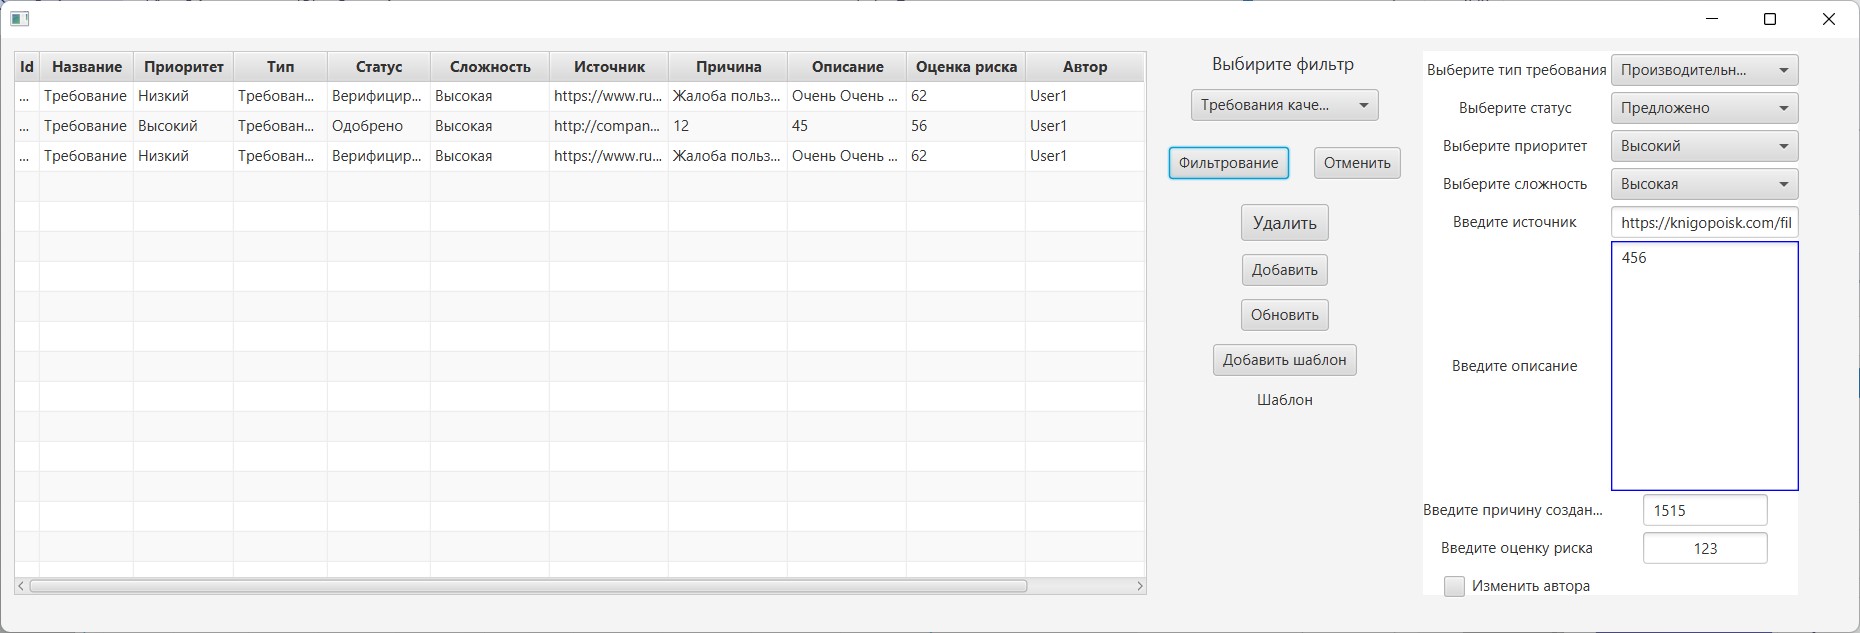 Id Название Приоритет Тип Статус Сложность Источник Причина Описание Оценка риска Автор
... Требование Низкий Требован... Верифицир... Высокая https://www.ru... Жалоба польз... Очень Очень ... 62 User1
... Требование Высокий Требован... Одобрено Высокая http://compan... 12 45 56 User1
... Требование Низкий Требован... Верифицир... Высокая https://www.ru... Жалоба польз... Очень Очень ... 62 User1
Выбирите фильтр
Требования каче...
Фильтрование Отменить
Удалить
Добавить
Обновить
Добавить шаблон
Шаблон
Выберите тип требования Производительн...
Выберите статус Предложено
Выберите приоритет Высокий
Выберите сложность Высокая
Введите источник https://knigopoisk.com/fil
Введите описание 456
Введите причину создан... 1515
Введите оценку риска 123
Изменить автора